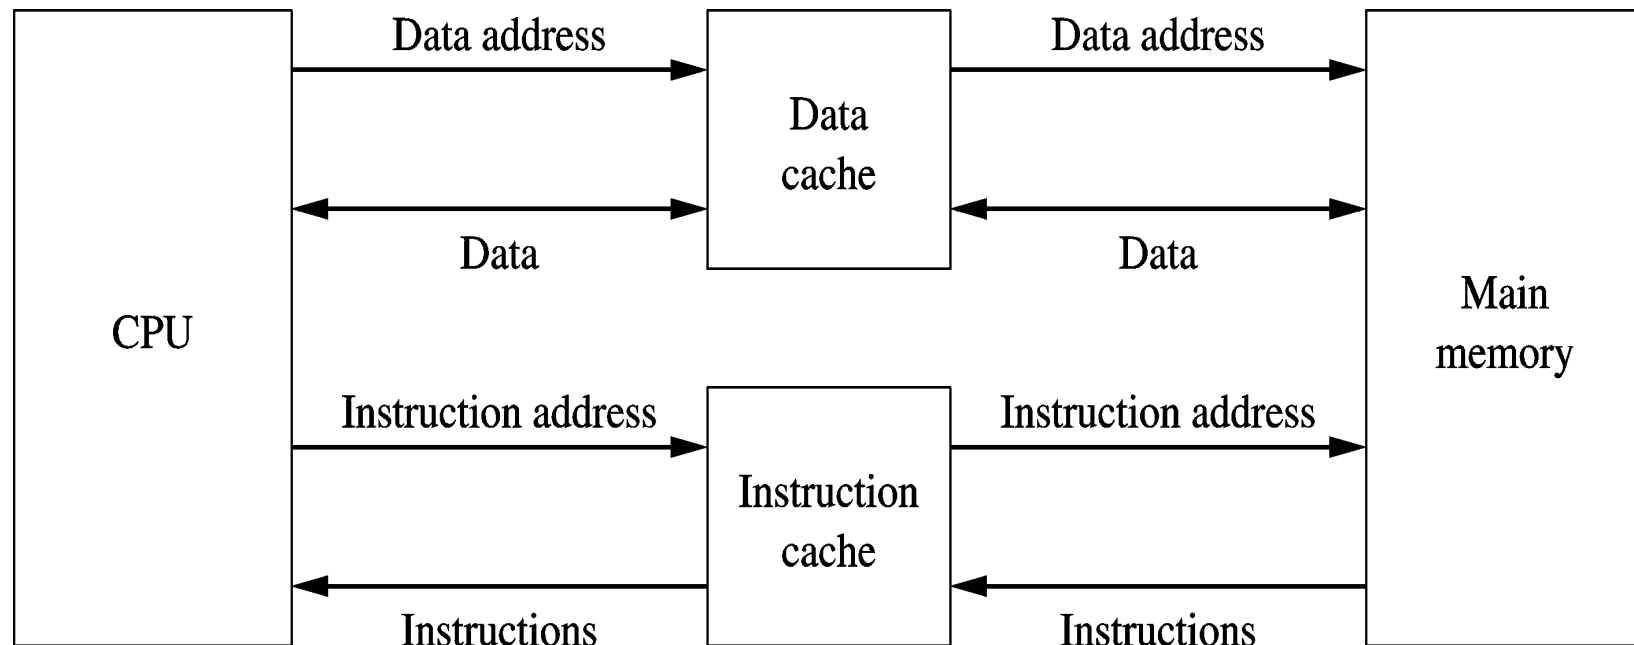 Data address
Data address
Data
cache
Data
Data
CPU
Main
memory
Instruction address
Instruction address
Instruction
cache
Instructions
Instructions